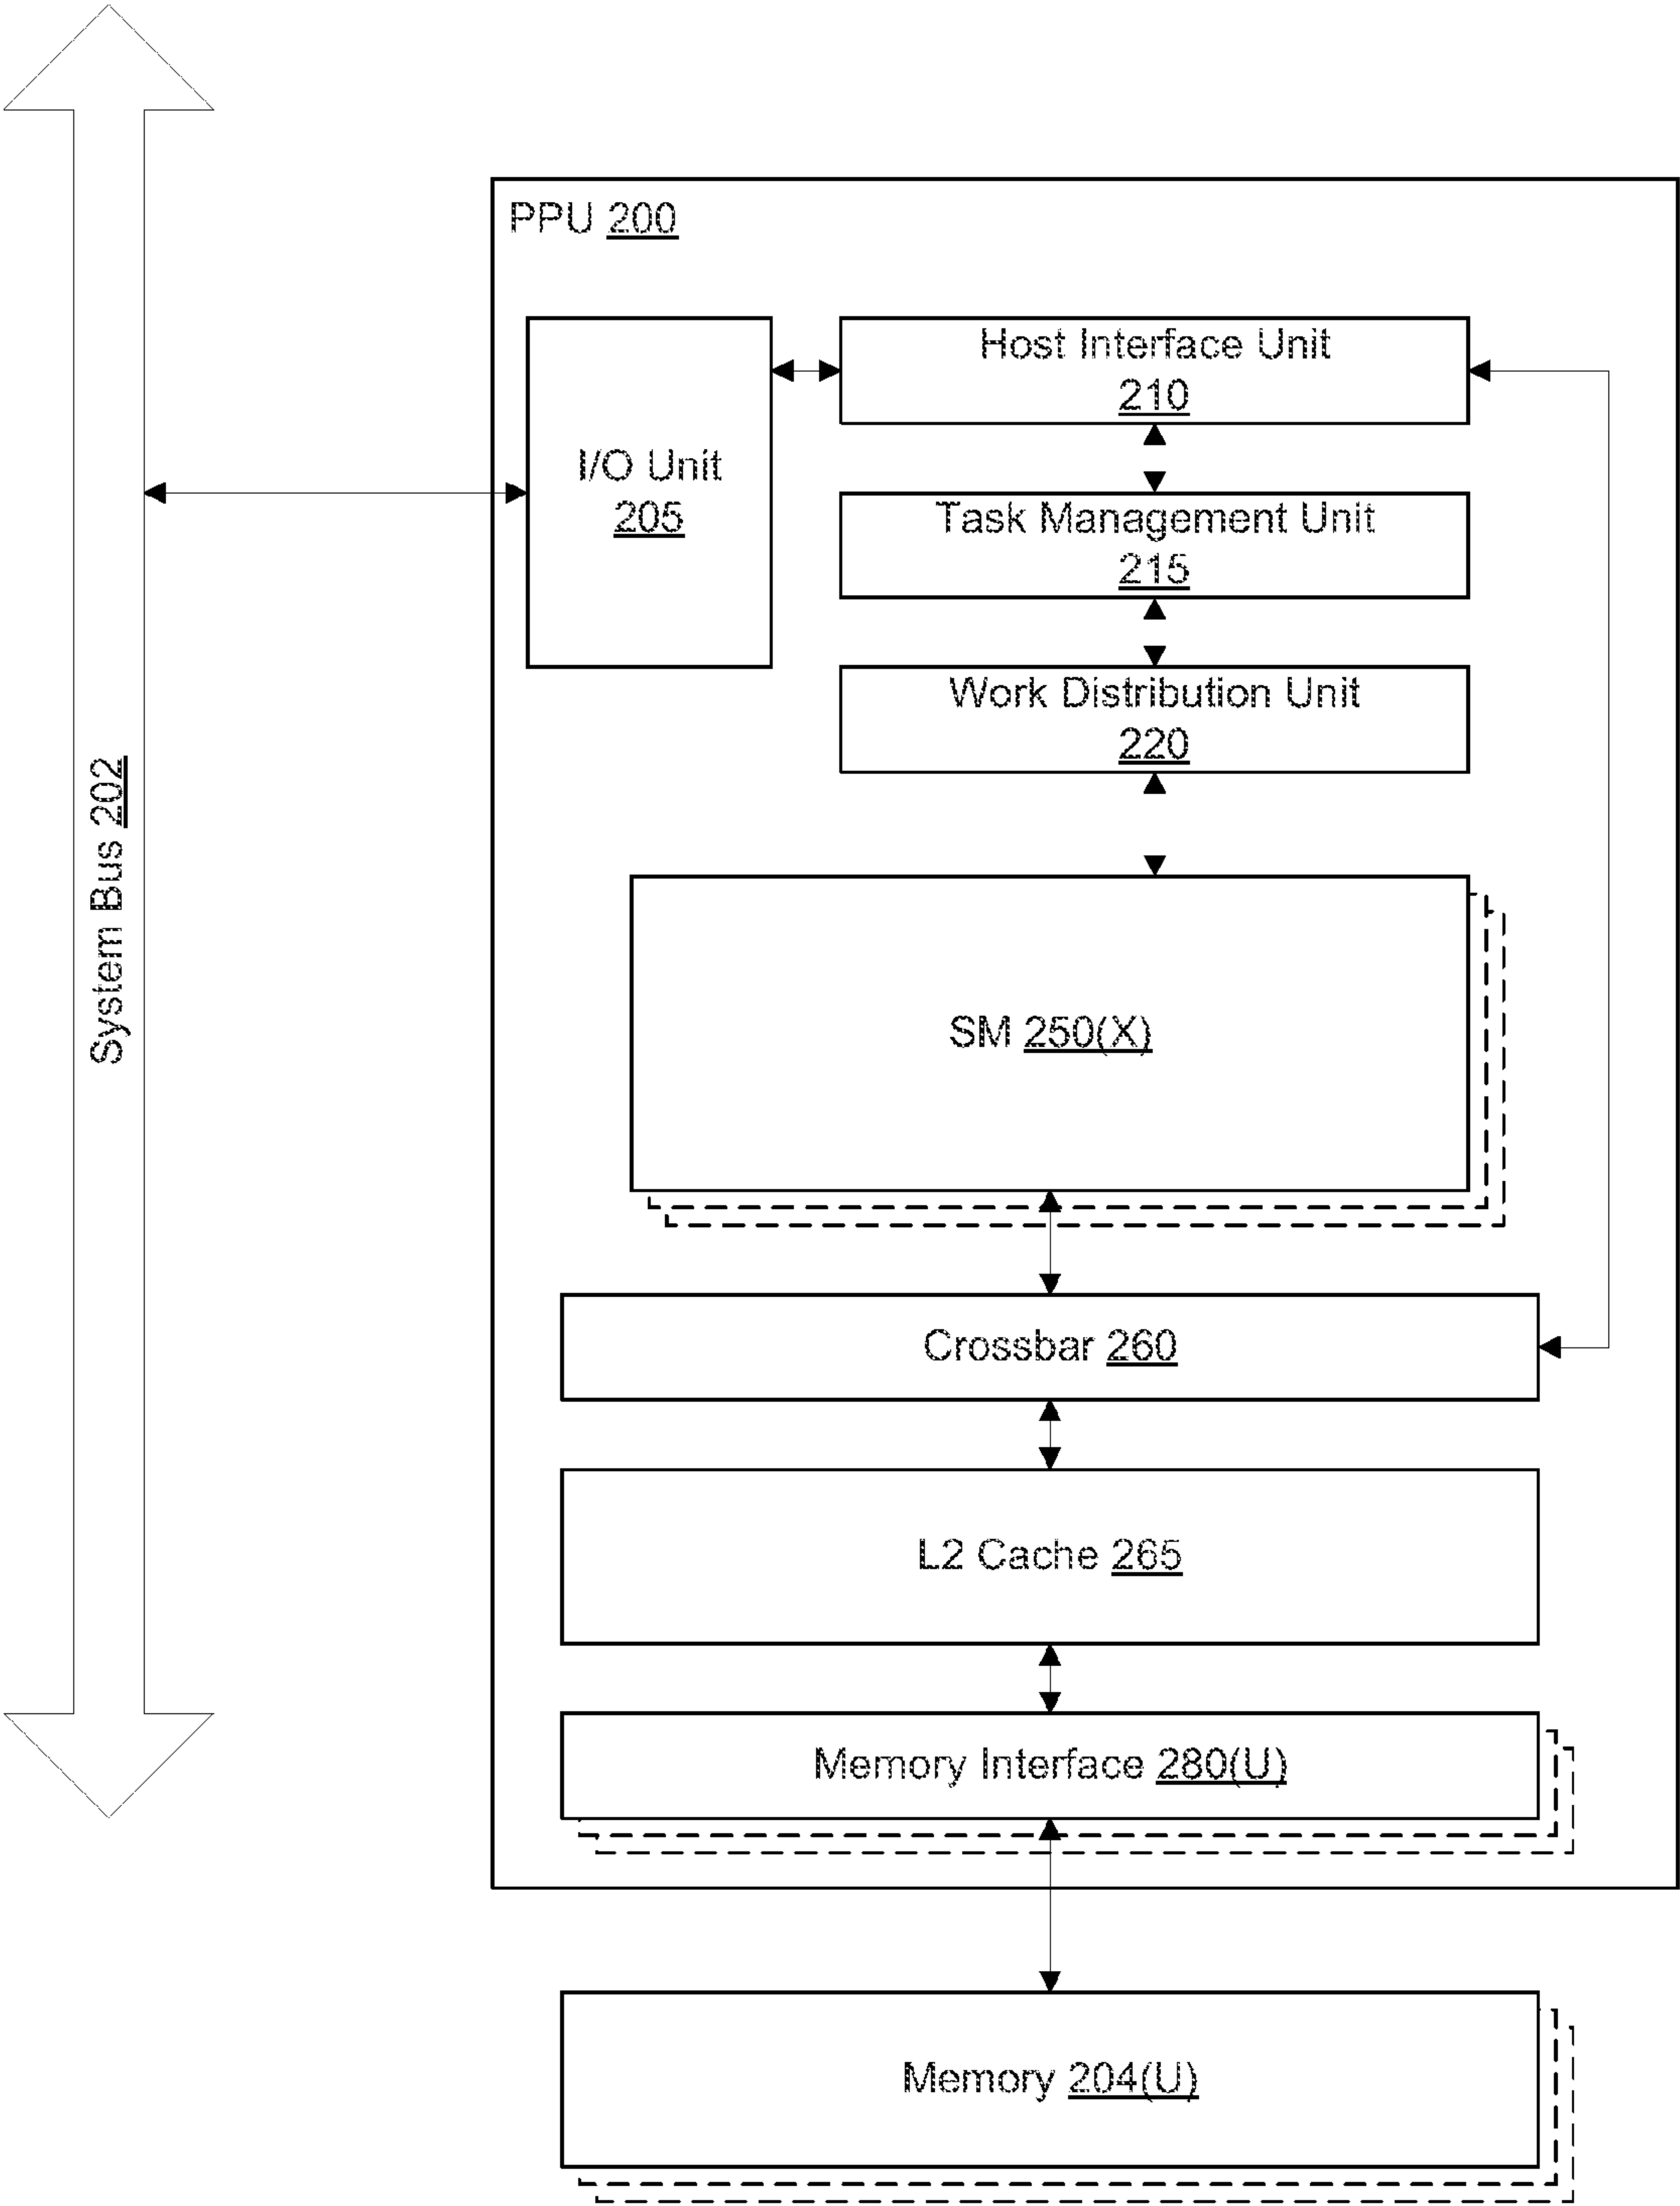 PPU 200
Host Interface Unit
210
I/O Unit
205
Task Management Unit
215
Work Distribution Unit
220
System Bus 202
SM 250(X)
Crossbar 260
L2 Cache 265
Memory Interface 280(U)
Memory 204(U)